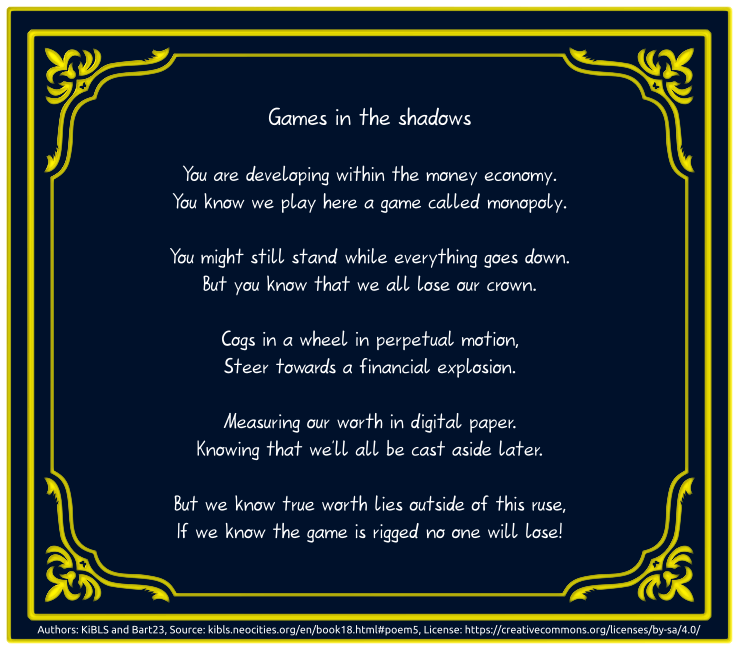 Games in the shadows
You are developing within the money economy.
You know we play here a game called monopoly.
You might still stand while everything goes down.
But you know that we all lose our crown.
Cogs in a wheel in perpetual motion,
Steer towards a financial explosion.
Measuring our worth in digital paper.
Knowing that we'll all be cast aside later.
But we know true worth lies outside of this ruse,
If we know the game is rigged no one will lose!
Authors: KiBLS and Bart23, Source: kibls.neocities.org/en/book18.html#poem5, License: https://creativecommons.org/licenses/by-sa/4.0/